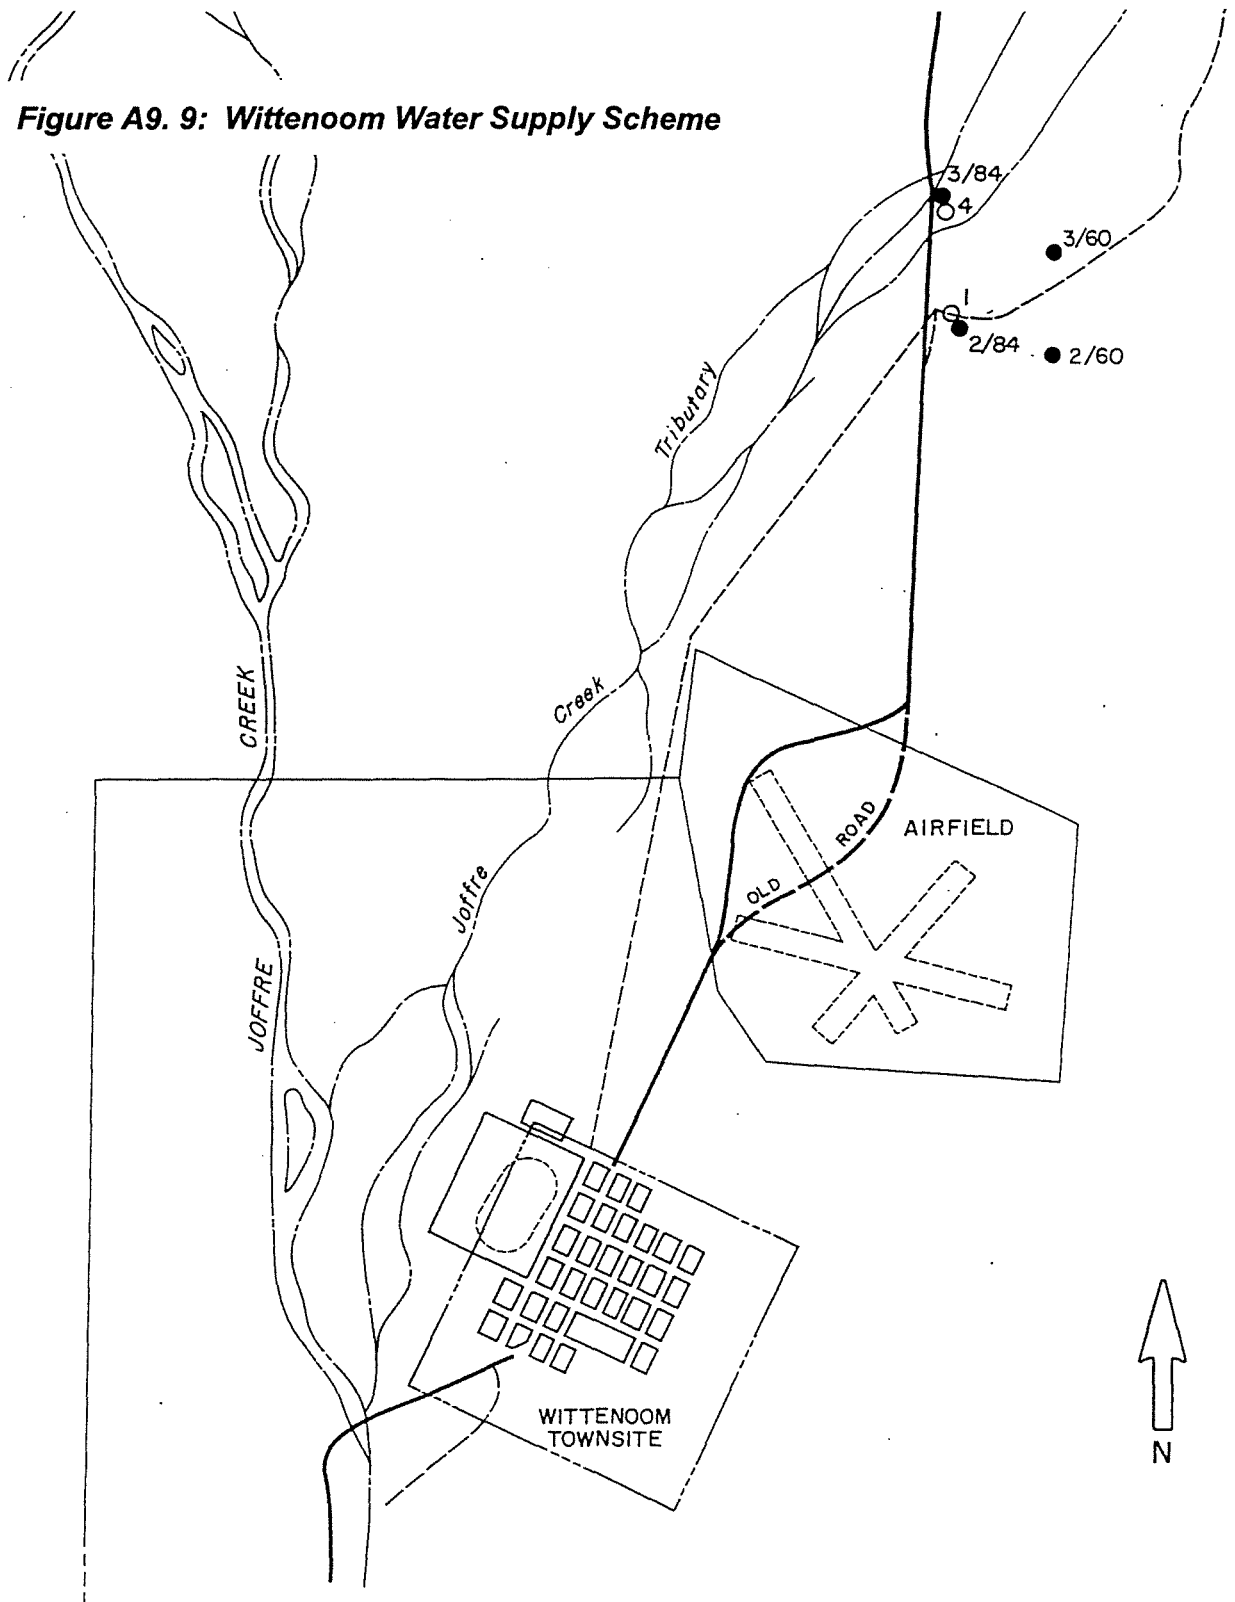 Figure A9. 9: Wittenoom Water Supply Scheme
3/84
4
3/60
1
2/84
2/60
Tributary
CREEK
Creek
ROAD
AIRFIELD
OLD
Joffre
JOFFRE
WITTENOOM
TOWNSITE
N